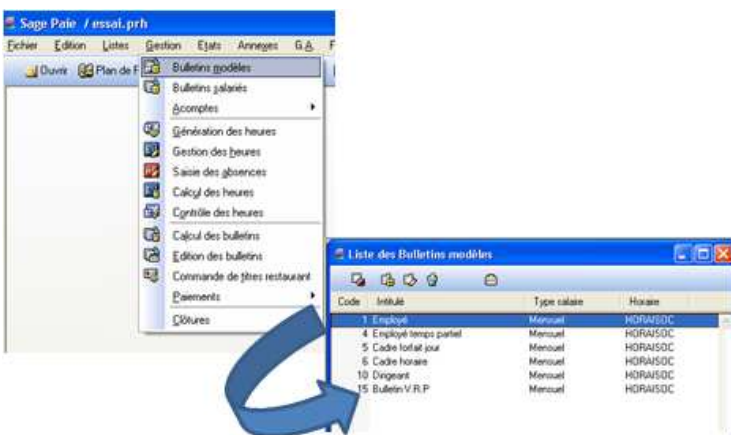 Sage Paie / essai.prh
Fichier Edition Listes Gestion Etats Annexes G.A. F
Ouvrir Plan de F
Bulletins modèles
Bulletins salariés
Acomptes
Génération des heures
Gestion des heures
Saisie des absences
Calcul des heures
Contrôle des heures
Calcul des bulletins
Edition des bulletins
Commande de titres restaurant
Paiements
Clôtures
Liste des Bulletins modèles
Code Intitulé Type salaire Horaire
1 Employé Mensuel HORAISOC
4 Employé temps partiel Mensuel HORAISOC
5 Cadre forfait jour Mensuel HORAISOC
6 Cadre horaire Mensuel HORAISOC
10 Dirigeant Mensuel HORAISOC
15 Bulletin V.R.P Mensuel HORAISOC